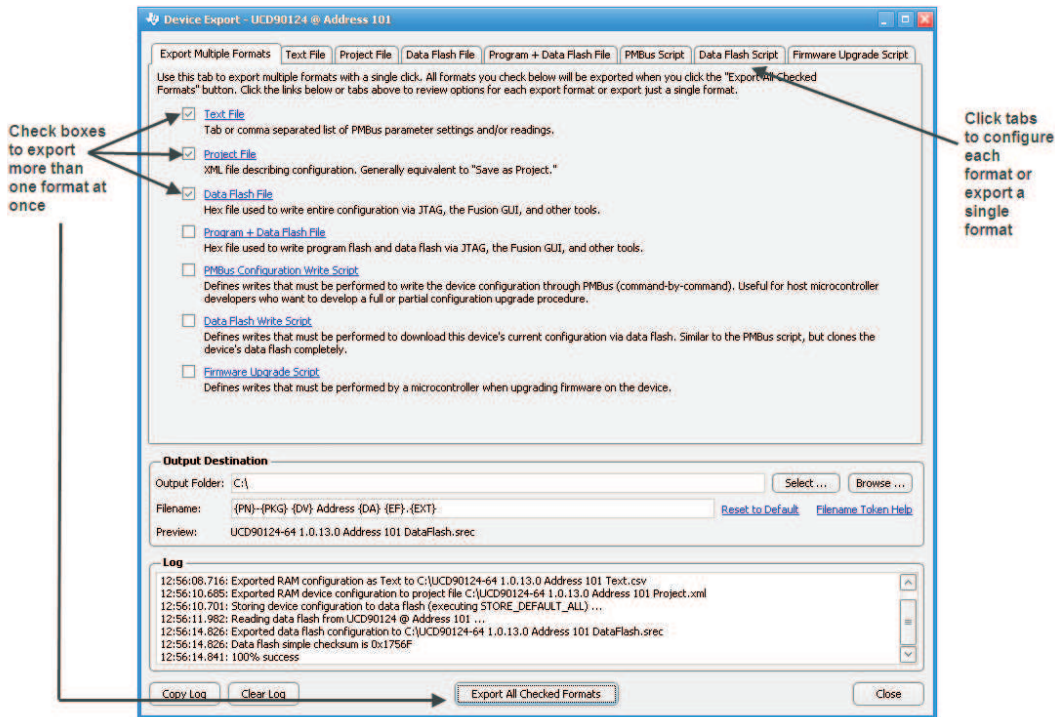 Device Export - UCD90124 @ Address 101
Export Multiple Formats
Text File
Project File
Data Flash File
Program + Data Flash File
PMBus Script
Data Flash Script
Firmware Upgrade Script
Use this tab to export multiple formats with a single click. All formats you check below will be exported when you click the "Export All Checked
Formats" button. Click the links below or tabs above to review options for each export format or export just a single format.
Check boxes
to export
more than
one format at
once
Text File
Tab or comma separated list of PMBus parameter settings and/or readings.
Project File
XML file describing configuration. Generally equivalent to "Save as Project."
Data Flash File
Hex file used to write entire configuration via JTAG, the Fusion GUI, and other tools.
Program + Data Flash File
Hex file used to write program flash and data flash via JTAG, the Fusion GUI, and other tools.
PMBus Configuration Write Script
Defines writes that must be performed to write the device configuration through PMBus (command-by-command). Useful for host microcontroller
developers who want to develop a full or partial configuration upgrade procedure.
Data Flash Write Script
Defines writes that must be performed to download this device's current configuration via data flash. Similar to the PMBus script, but clones the
device's data flash completely.
Firmware Upgrade Script
Defines writes that must be performed by a microcontroller when upgrading firmware on the device.
Click tabs
to configure
each
format or
export a
single
format
Output Destination
Output Folder: C:\
Select ...
Browse ...
Filename: {PN}-{PKG} {DV} Address {DA} {EF}.{EXT}
Reset to Default
Filename Token Help
Preview: UCD90124-64 1.0.13.0 Address 101 DataFlash.srec
Log
12:56:08.716: Exported RAM configuration as Text to C:\UCD90124-64 1.0.13.0 Address 101 Text.csv
12:56:10.685: Exported RAM device configuration to project file C:\UCD90124-64 1.0.13.0 Address 101 Project.xml
12:56:10.701: Storing device configuration to data flash (executing STORE_DEFAULT_ALL) ...
12:56:11.982: Reading data flash from UCD90124 @ Address 101 ...
12:56:14.826: Exported data flash configuration to C:\UCD90124-64 1.0.13.0 Address 101 DataFlash.srec
12:56:14.826: Data flash simple checksum is 0x1756F
12:56:14.841: 100% success
Copy Log
Clear Log
Export All Checked Formats
Close